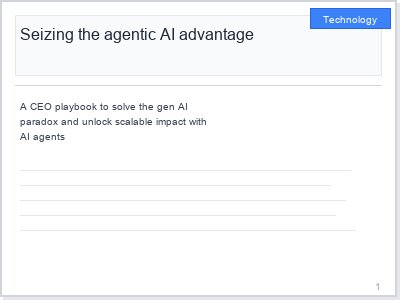 Technology
Seizing the agentic AI advantage
A CEO playbook to solve the gen AI
paradox and unlock scalable impact with
AI agents
1